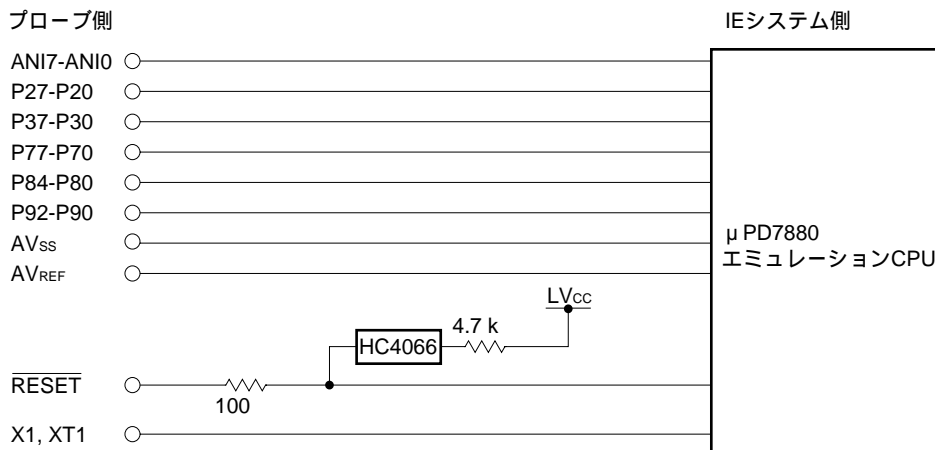 プローブ側
IEシステム側
ANI7-ANI0
P27-P20
P37-P30
P77-P70
P84-P80
P92-P90
AVSS
AVREF
μ PD7880
エミュレーションCPU
LVCC
4.7 k
HC4066
RESET
100
X1, XT1